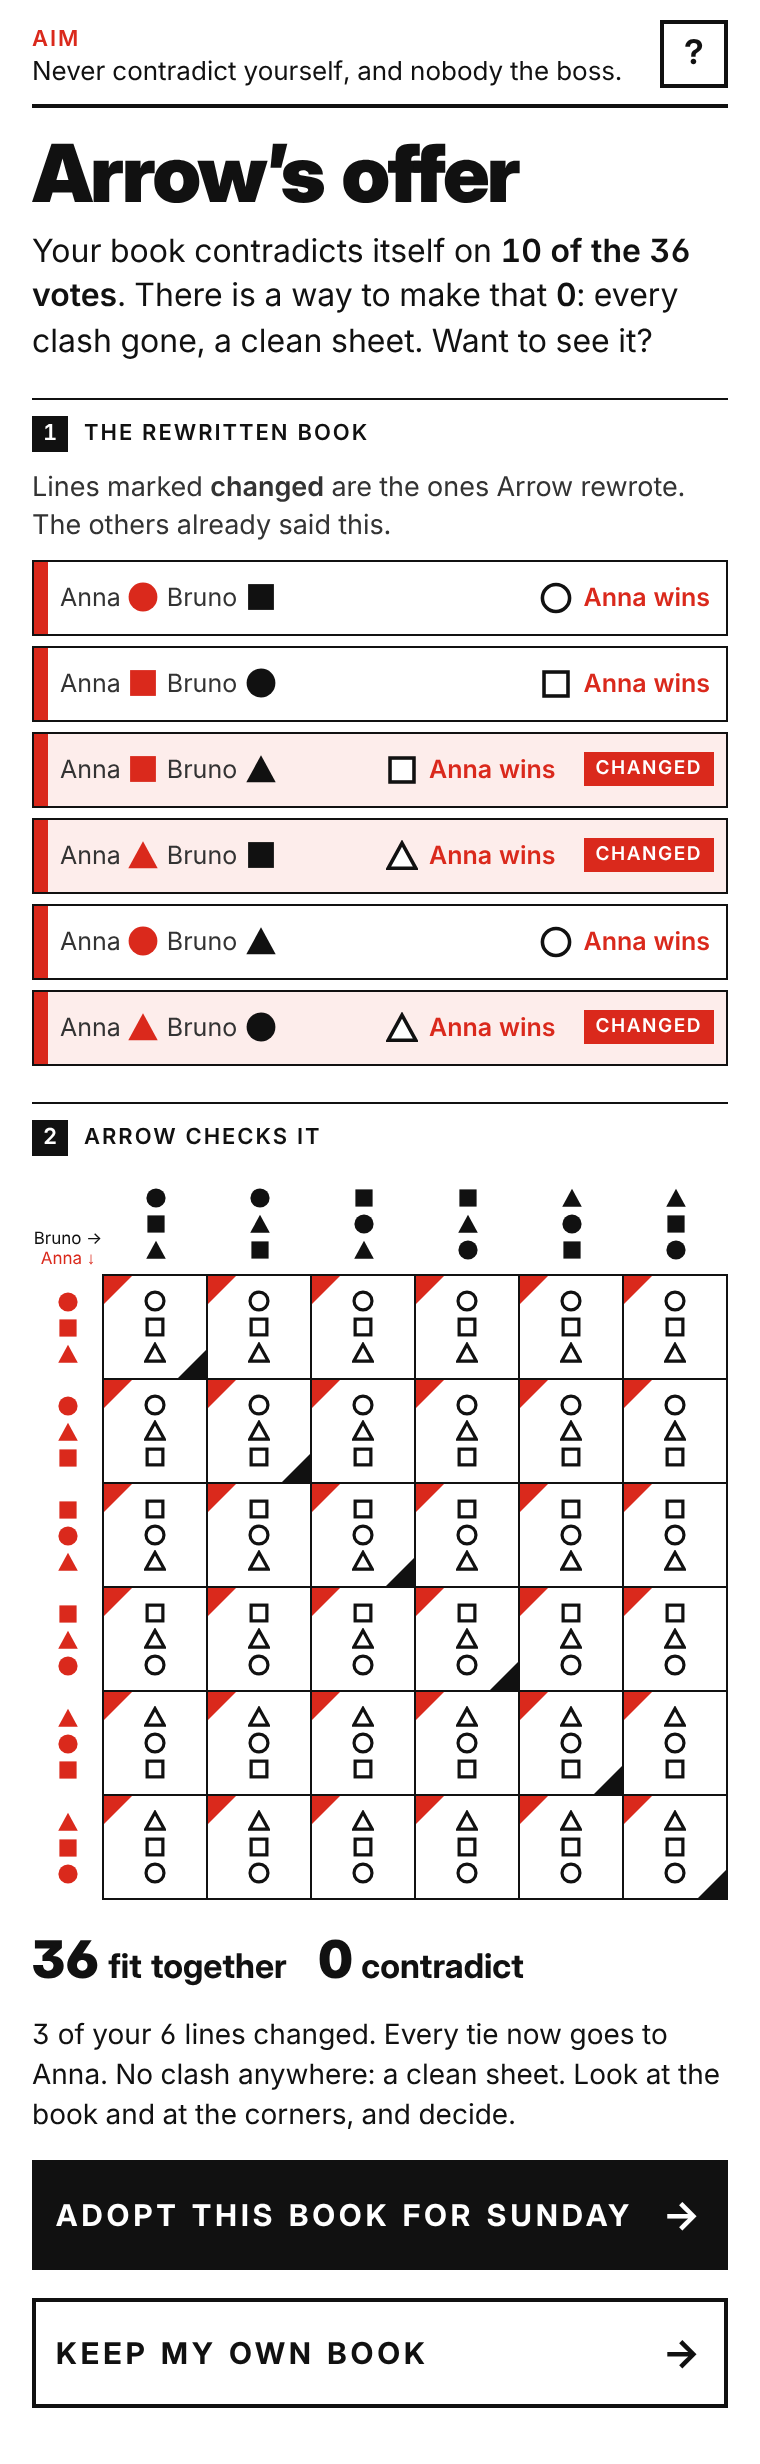 AIM
Never contradict yourself, and nobody the boss.
?
Arrow’s offer
Your book contradicts itself on 10 of the 36
votes. There is a way to make that 0: every
clash gone, a clean sheet. Want to see it?
1 THE REWRITTEN BOOK
Lines marked changed are the ones Arrow rewrote.
The others already said this.
Anna Bruno Anna wins
Anna Bruno Anna wins
Anna Bruno Anna wins CHANGED
Anna Bruno Anna wins CHANGED
Anna Bruno Anna wins
Anna Bruno Anna wins CHANGED
2 ARROW CHECKS IT
Bruno →
Anna ↓
36 fit together 0 contradict
3 of your 6 lines changed. Every tie now goes to
Anna. No clash anywhere: a clean sheet. Look at the
book and at the corners, and decide.
ADOPT THIS BOOK FOR SUNDAY →
KEEP MY OWN BOOK →